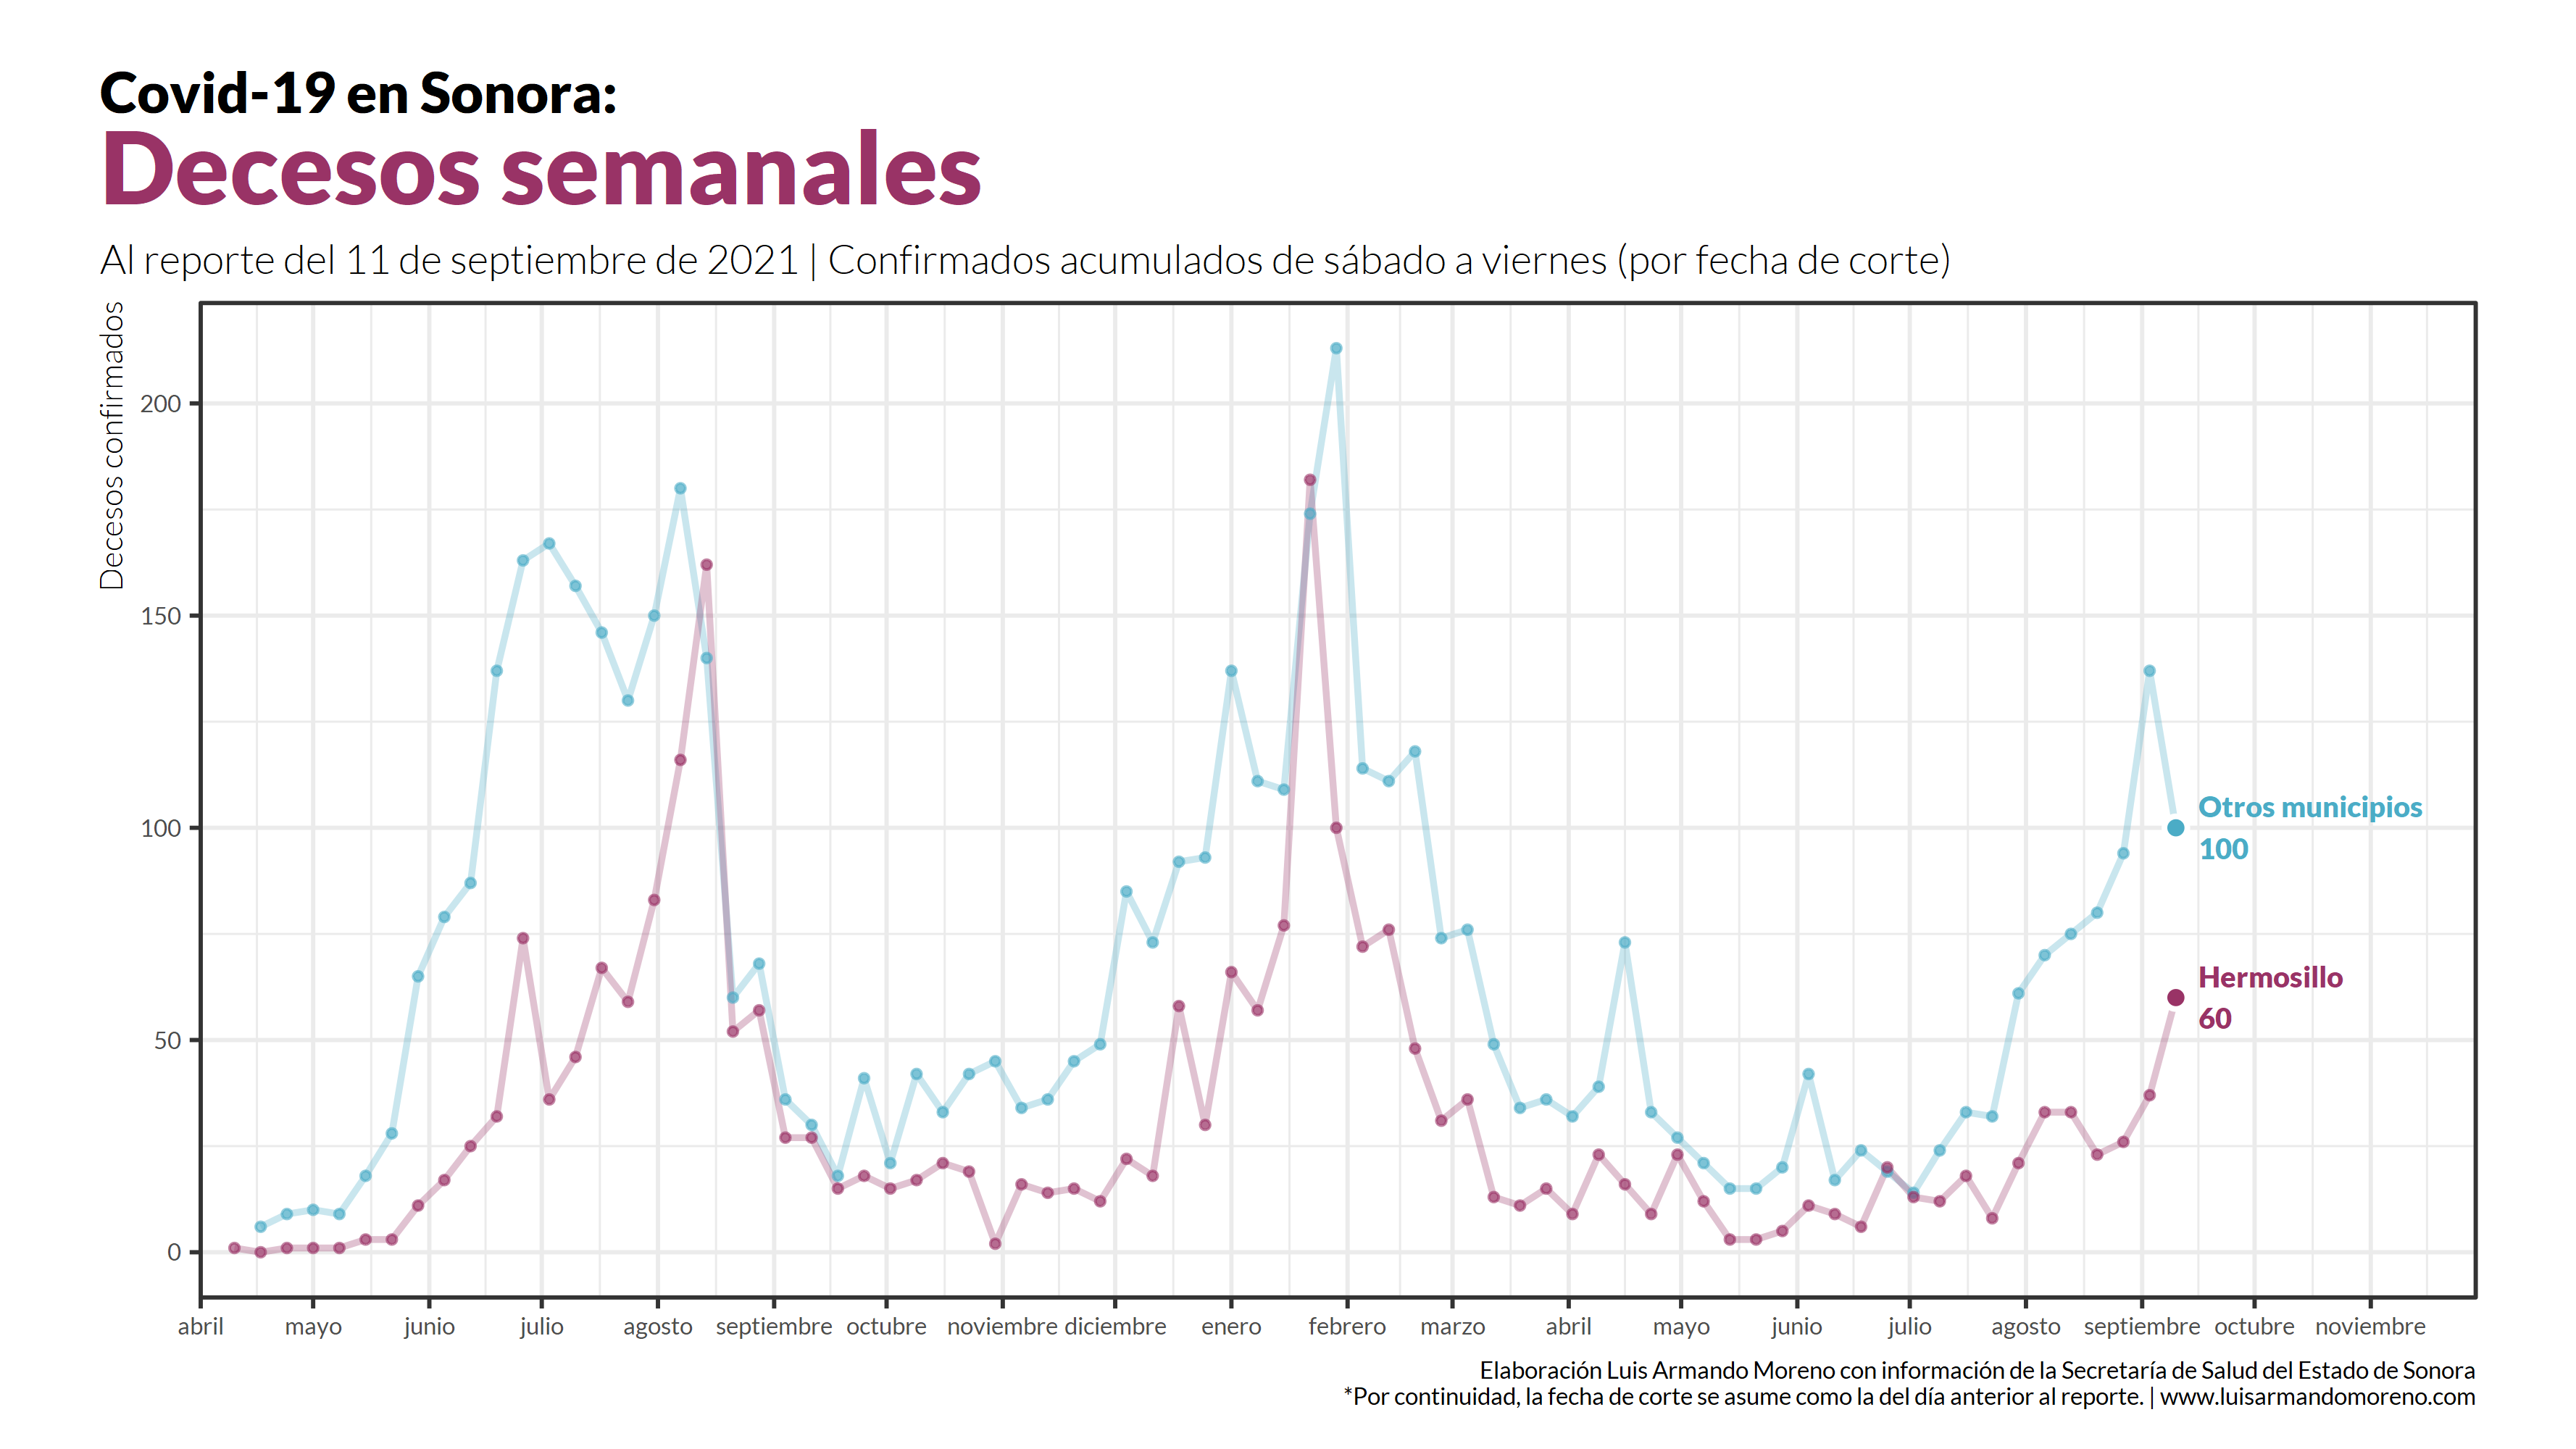 Covid-19 en Sonora:
Decesos semanales
Al reporte del 11 de septiembre de 2021 | Confirmados acumulados de sábado a viernes (por fecha de corte)
Decesos confirmados
200
150
100
50
0
Otros municipios
100
Hermosillo
60
abril mayo junio julio agosto septiembre octubre noviembre diciembre enero febrero marzo abril mayo junio julio agosto septiembre octubre noviembre
Elaboración Luis Armando Moreno con información de la Secretaría de Salud del Estado de Sonora
*Por continuidad, la fecha de corte se asume como la del día anterior al reporte. | www.luisarmandomoreno.com